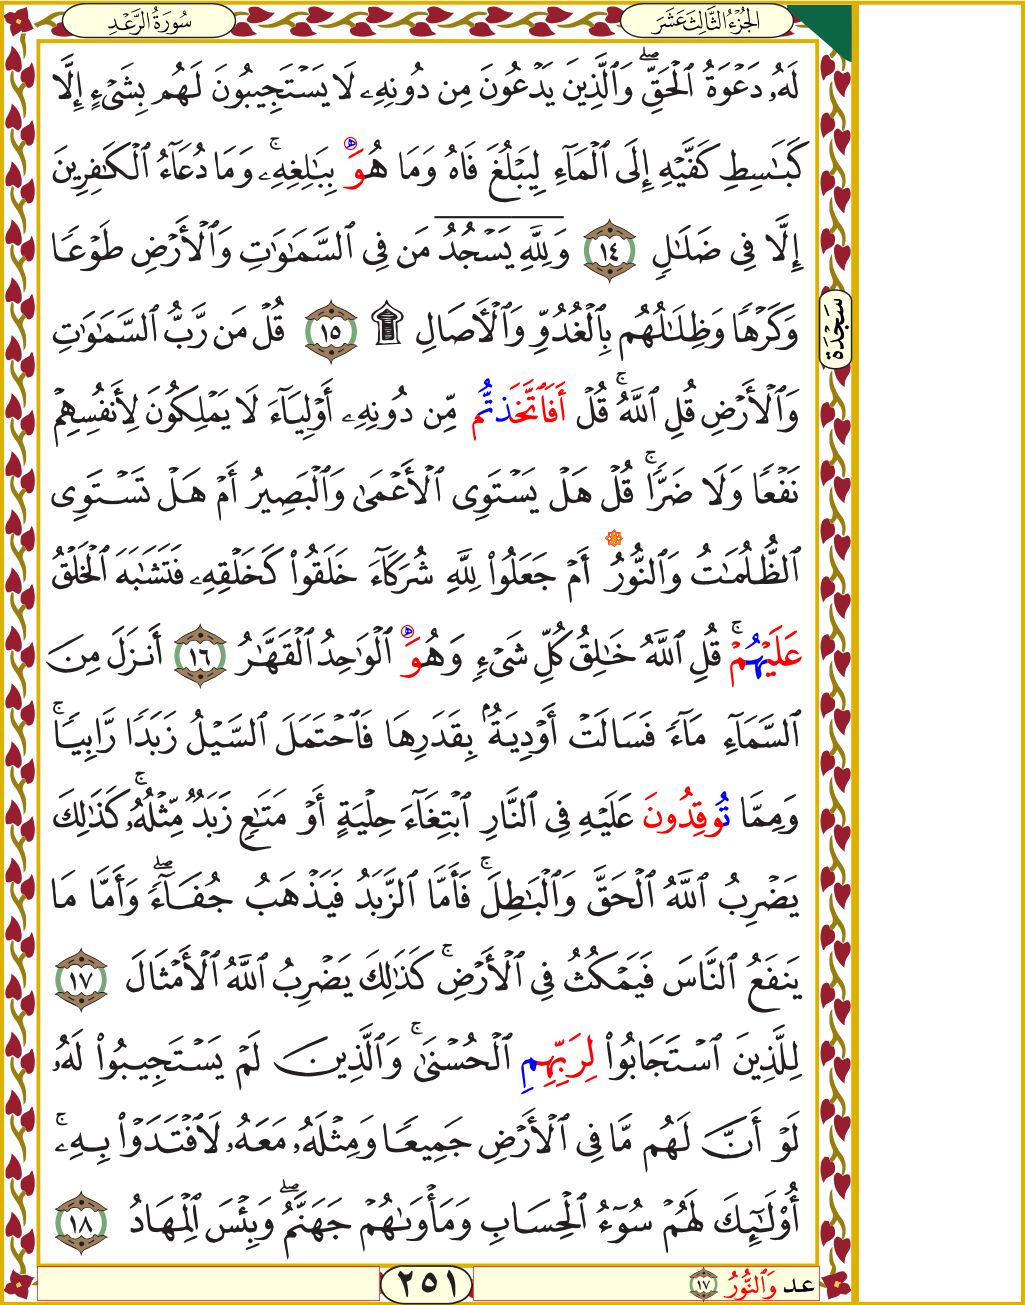 سُورَةُ الرَّعۡدِ
الجُزۡءُ الثَّالِثَ عَشَرَ
لَهُۥ دَعۡوَةُ ٱلۡحَقِّۖ وَٱلَّذِينَ يَدۡعُونَ مِن دُونِهِۦ لَا يَسۡتَجِيبُونَ لَهُم بِشَيۡءٍ إِلَّا
كَبَٰسِطِ كَفَّيۡهِ إِلَى ٱلۡمَآءِ لِيَبۡلُغَ فَاهُ وَمَا هُوَ بِبَٰلِغِهِۦۚ وَمَا دُعَآءُ ٱلۡكَٰفِرِينَ
إِلَّا فِي ضَلَٰلٖ ١٤ وَلِلَّهِۤ يَسۡجُدُۤ مَن فِي ٱلسَّمَٰوَٰتِ وَٱلۡأَرۡضِ طَوۡعٗا
وَكَرۡهٗا وَظِلَٰلُهُم بِٱلۡغُدُوِّ وَٱلۡأٓصَالِ ۩ ١٥ قُلۡ مَن رَّبُّ ٱلسَّمَٰوَٰتِ
وَٱلۡأَرۡضِ قُلِ ٱللَّهُۚ قُلۡ أَفَٱتَّخَذتُّم مِّن دُونِهِۦٓ أَوۡلِيَآءَ لَا يَمۡلِكُونَ لِأَنفُسِهِمۡ
نَفۡعٗا وَلَا ضَرّٗاۚ قُلۡ هَلۡ يَسۡتَوِي ٱلۡأَعۡمَىٰ وَٱلۡبَصِيرُ أَمۡ هَلۡ تَسۡتَوِي
ٱلظُّلُمَٰتُ وَٱلنُّورُ أَمۡ جَعَلُواْ لِلَّهِ شُرَكَآءَ خَلَقُواْ كَخَلۡقِهِۦ فَتَشَٰبَهَ ٱلۡخَلۡقُ
عَلَيۡهُمۡۚ قُلِ ٱللَّهُ خَٰلِقُ كُلِّ شَيۡءٖ وَهُوَ ٱلۡوَٰحِدُ ٱلۡقَهَّٰرُ ١٦ أَنزَلَ مِنَ
ٱلسَّمَآءِ مَآءٗ فَسَالَتۡ أَوۡدِيَةُۢ بِقَدَرِهَا فَٱحۡتَمَلَ ٱلسَّيۡلُ زَبَدٗا رَّابِيٗاۚ
وَمِمَّا تُوقِدُونَ عَلَيۡهِ فِي ٱلنَّارِ ٱبۡتِغَآءَ حِلۡيَةٍ أَوۡ مَتَٰعٖ زَبَدٞ مِّثۡلُهُۥۚ كَذَٰلِكَ
يَضۡرِبُ ٱللَّهُ ٱلۡحَقَّ وَٱلۡبَٰطِلَۚ فَأَمَّا ٱلزَّبَدُ فَيَذۡهَبُ جُفَآءٗۖ وَأَمَّا مَا
يَنفَعُ ٱلنَّاسَ فَيَمۡكُثُ فِي ٱلۡأَرۡضِۚ كَذَٰلِكَ يَضۡرِبُ ٱللَّهُ ٱلۡأَمۡثَالَ ١٧
لِلَّذِينَ ٱسۡتَجَابُواْ لِرَبِّهِمِ ٱلۡحُسۡنَىٰۚ وَٱلَّذِينَ لَمۡ يَسۡتَجِيبُواْ لَهُۥ
لَوۡ أَنَّ لَهُم مَّا فِي ٱلۡأَرۡضِ جَمِيعٗا وَمِثۡلَهُۥ مَعَهُۥ لَٱفۡتَدَوۡاْ بِهِۦٓۚ
أُوْلَٰٓئِكَ لَهُمۡ سُوٓءُ ٱلۡحِسَابِ وَمَأۡوَىٰهُمۡ جَهَنَّمُۖ وَبِئۡسَ ٱلۡمِهَادُ ١٨
سَجۡدَة
٢٥١
عد وَٱلنُّورُ ١٧